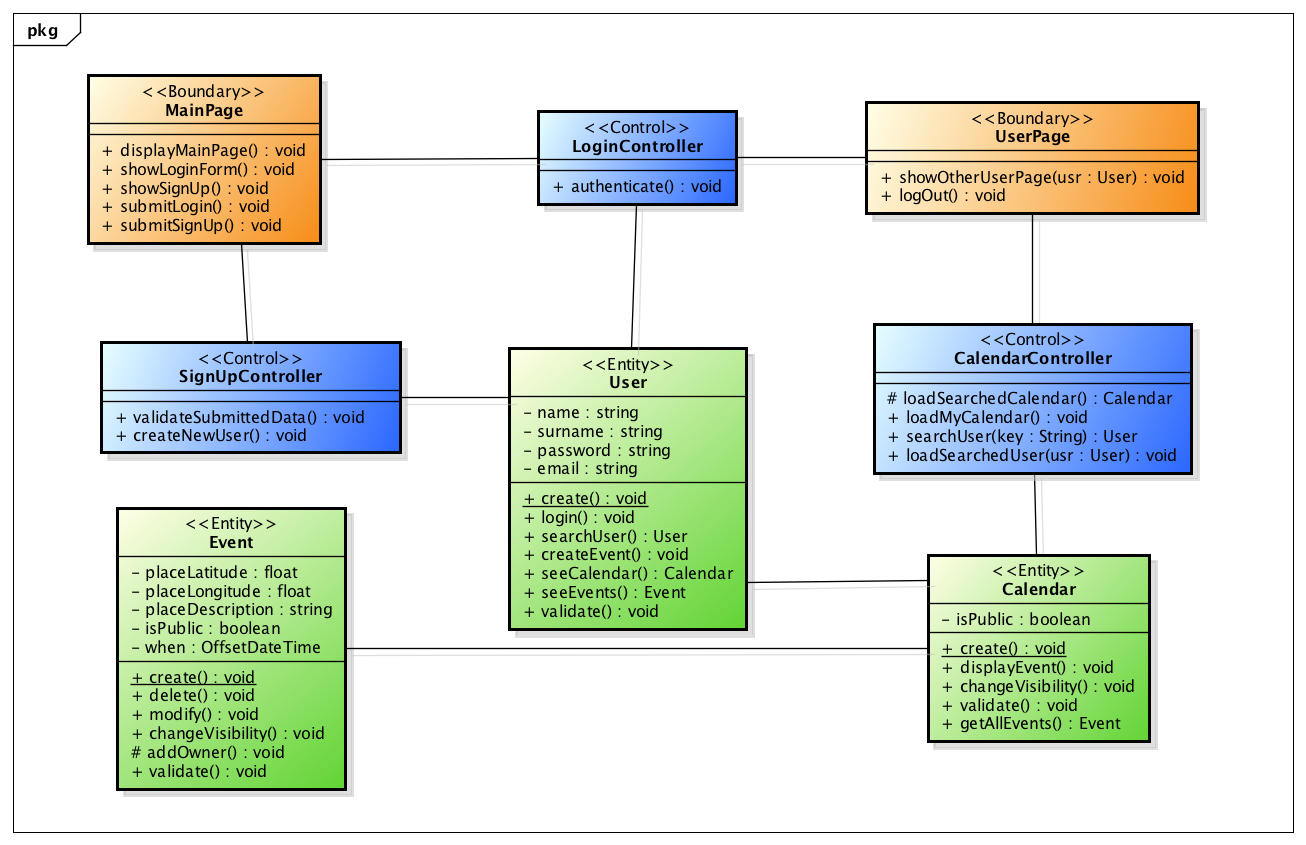 pkg
<<Boundary>>
MainPage
+ displayMainPage() : void
+ showLoginForm() : void
+ showSignUp() : void
+ submitLogin() : void
+ submitSignUp() : void
<<Control>>
LoginController
+ authenticate() : void
<<Boundary>>
UserPage
+ showOtherUserPage(usr : User) : void
+ logOut() : void
<<Control>>
SignUpController
+ validateSubmittedData() : void
+ createNewUser() : void
<<Entity>>
User
- name : string
- surname : string
- password : string
- email : string
+ create() : void
+ login() : void
+ searchUser() : User
+ createEvent() : void
+ seeCalendar() : Calendar
+ seeEvents() : Event
+ validate() : void
<<Control>>
CalendarController
# loadSearchedCalendar() : Calendar
+ loadMyCalendar() : void
+ searchUser(key : String) : User
+ loadSearchedUser(usr : User) : void
<<Entity>>
Event
- placeLatitude : float
- placeLongitude : float
- placeDescription : string
- isPublic : boolean
- when : OffsetDateTime
+ create() : void
+ delete() : void
+ modify() : void
+ changeVisibility() : void
# addOwner() : void
+ validate() : void
<<Entity>>
Calendar
- isPublic : boolean
+ create() : void
+ displayEvent() : void
+ changeVisibility() : void
+ validate() : void
+ getAllEvents() : Event